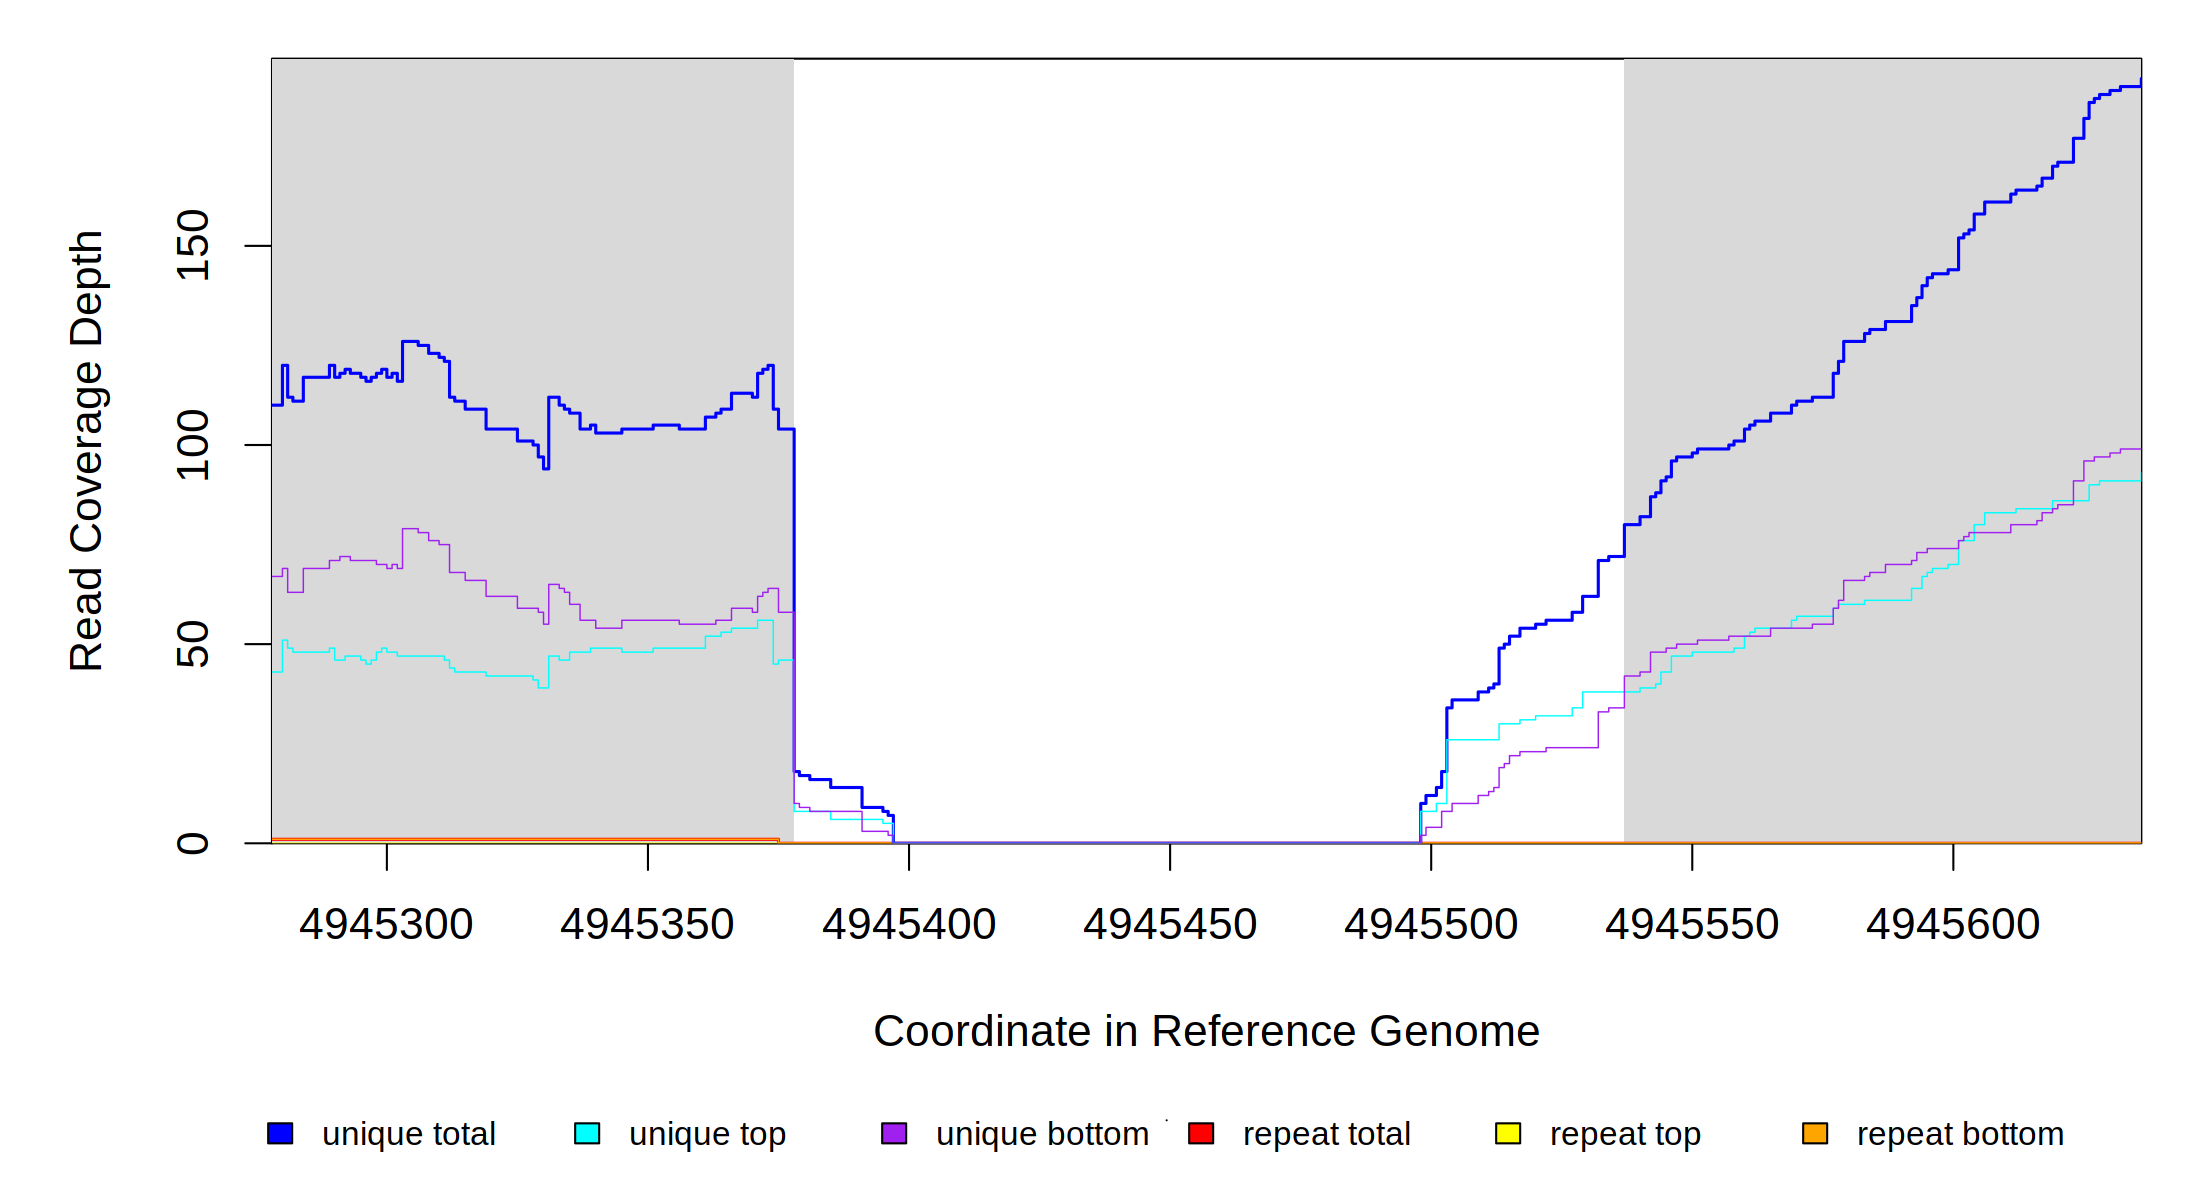 Read Coverage Depth
150
100
50
0
4945300 4945350 4945400 4945450 4945500 4945550 4945600
Coordinate in Reference Genome
unique total unique top unique bottom repeat total repeat top repeat bottom